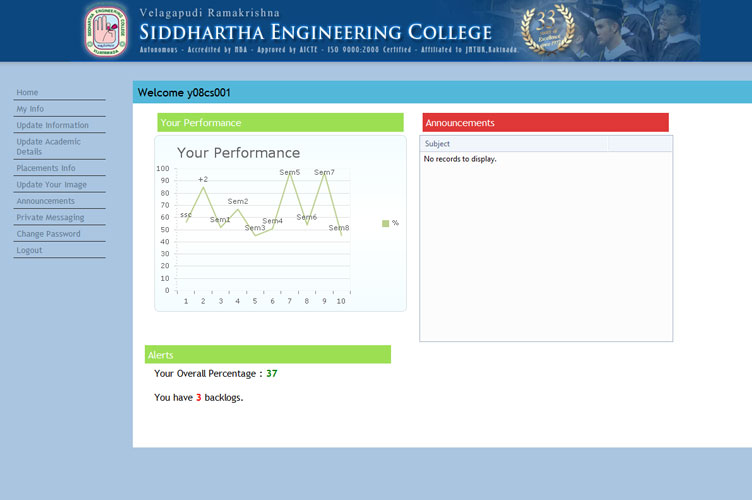 Velagapudi Ramakrishna
SIDDHARTHA ENGINEERING COLLEGE
Autonomous - Accredited by NBA - Approved by AICTE - ISO 9000:2008 Certified - Affiliated to JNTUK,Kakinada
33
Excellence
Home
My Info
Update Information
Update Academic
Details
Placements Info
Update Your Image
Announcements
Private Messaging
Change Password
Logout
Welcome y08cs001
Your Performance
Your Performance
100
90
80
70
60
50
40
30
20
10
0
ssc
+2
Sem1
Sem2
Sem3
Sem4
Sem5
Sem6
Sem7
Sem8
1 2 3 4 5 6 7 8 9 10
%
Announcements
Subject
No records to display.
Alerts
Your Overall Percentage : 37
You have 3 backlogs.